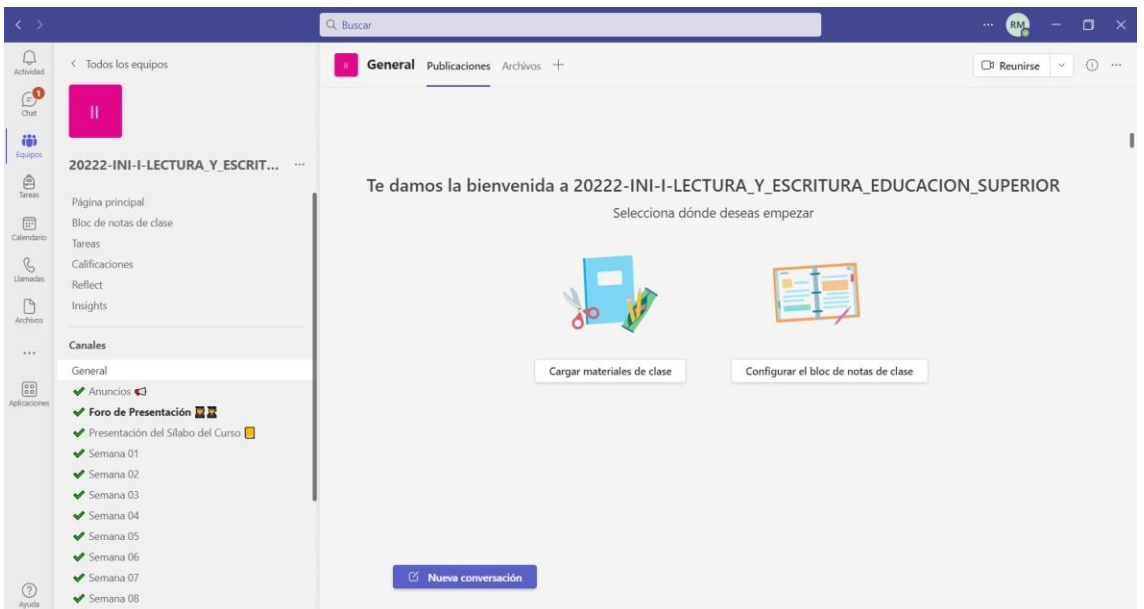 Buscar
RM
Actividad
1
Chat
Equipos
Tareas
Calendario
Llamadas
Archivos
Aplicaciones
Ayuda
Todos los equipos
II
20222-INI-I-LECTURA_Y_ESCRIT...
Página principal
Bloc de notas de clase
Tareas
Calificaciones
Reflect
Insights
Canales
General
Anuncios
Foro de Presentación
Presentación del Sílabo del Curso
Semana 01
Semana 02
Semana 03
Semana 04
Semana 05
Semana 06
Semana 07
Semana 08
II General Publicaciones Archivos
Reunirse
Te damos la bienvenida a 20222-INI-I-LECTURA_Y_ESCRITURA_EDUCACION_SUPERIOR
Selecciona dónde deseas empezar
Cargar materiales de clase
Configurar el bloc de notas de clase
Nueva conversación